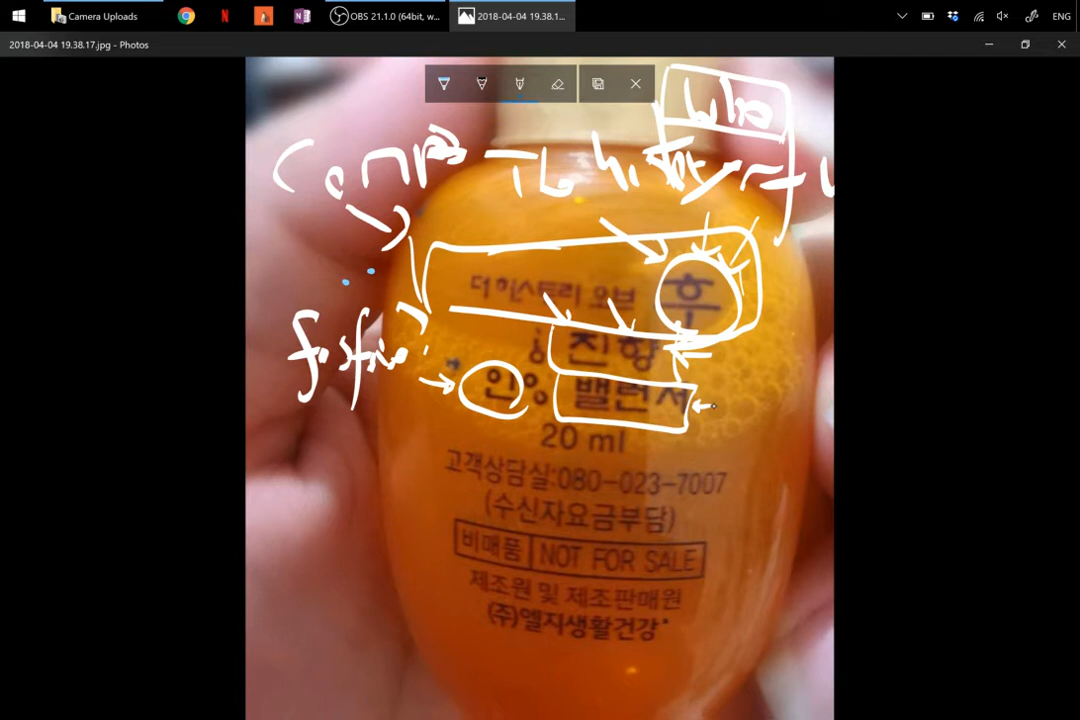 Camera Uploads
OBS 21.1.0 (64bit, w...
2018-04-04 19.38.1...
ENG
2018-04-04 19.38.17.jpg - Photos
who
더 히스토리 오브 후
공진향
인양 밸런서
20 ml
고객상담실:080-023-7007
(수신자요금부담)
비매품 NOT FOR SALE
제조원 및 제조판매원
(주)엘지생활건강